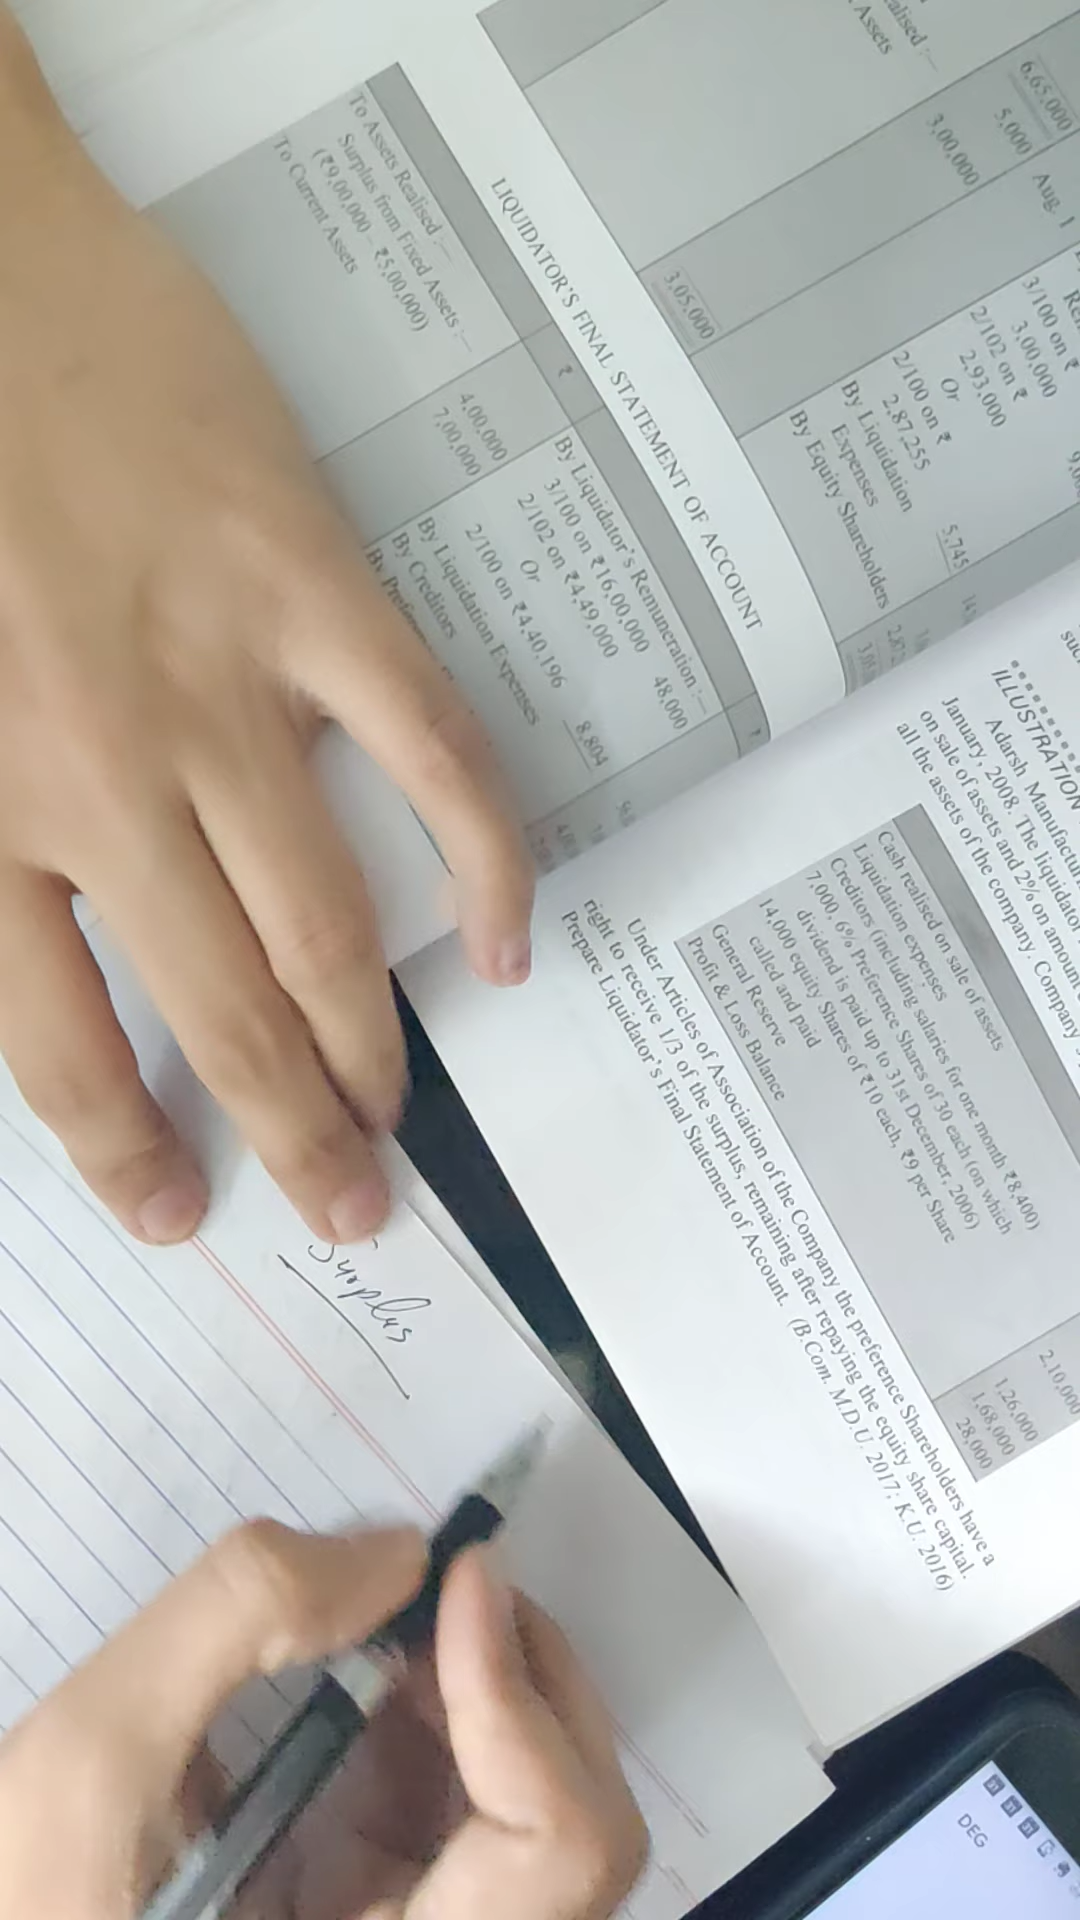 alised :—
Assets
6,65,000
5,000
3,00,000
3,05,000
Aug. 1
3/100 on ₹
3,00,000
2/102 on ₹
2,93,000
Or
2/100 on ₹
2,87,255
By Liquidation
Expenses
By Equity Shareholders
5,745
LIQUIDATOR'S FINAL STATEMENT OF ACCOUNT
₹
₹
To Assets Realised :—
Surplus from Fixed Assets :—
(₹9,00,000 – ₹5,00,000)
To Current Assets
4,00,000
7,00,000
By Liquidator's Remuneration :—
3/100 on ₹16,00,000
48,000
2/102 on ₹4,49,000
Or
2/100 on ₹4,40,196
8,804
By Liquidation Expenses
By Creditors
ILLUSTRATION
Adarsh Manufactur
January, 2008. The liquidator
on sale of assets and 2% on amount
all the assets of the company. Company
Cash realised on sale of assets
Liquidation expenses
Creditors (including salaries for one month ₹8,400)
7,000, 6% Preference Shares of 30 each (on which
dividend is paid up to 31st December, 2006)
2,10,000
14,000 equity Shares of ₹10 each, ₹9 per Share
called and paid
1,26,000
General Reserve
1,68,000
Profit & Loss Balance
28,000
Under Articles of Association of the Company the preference Shareholders have a
right to receive 1/3 of the surplus, remaining after repaying the equity share capital.
Prepare Liquidator's Final Statement of Account. (B.Com. M.D.U. 2017; K.U. 2016)
Surplus
DEG